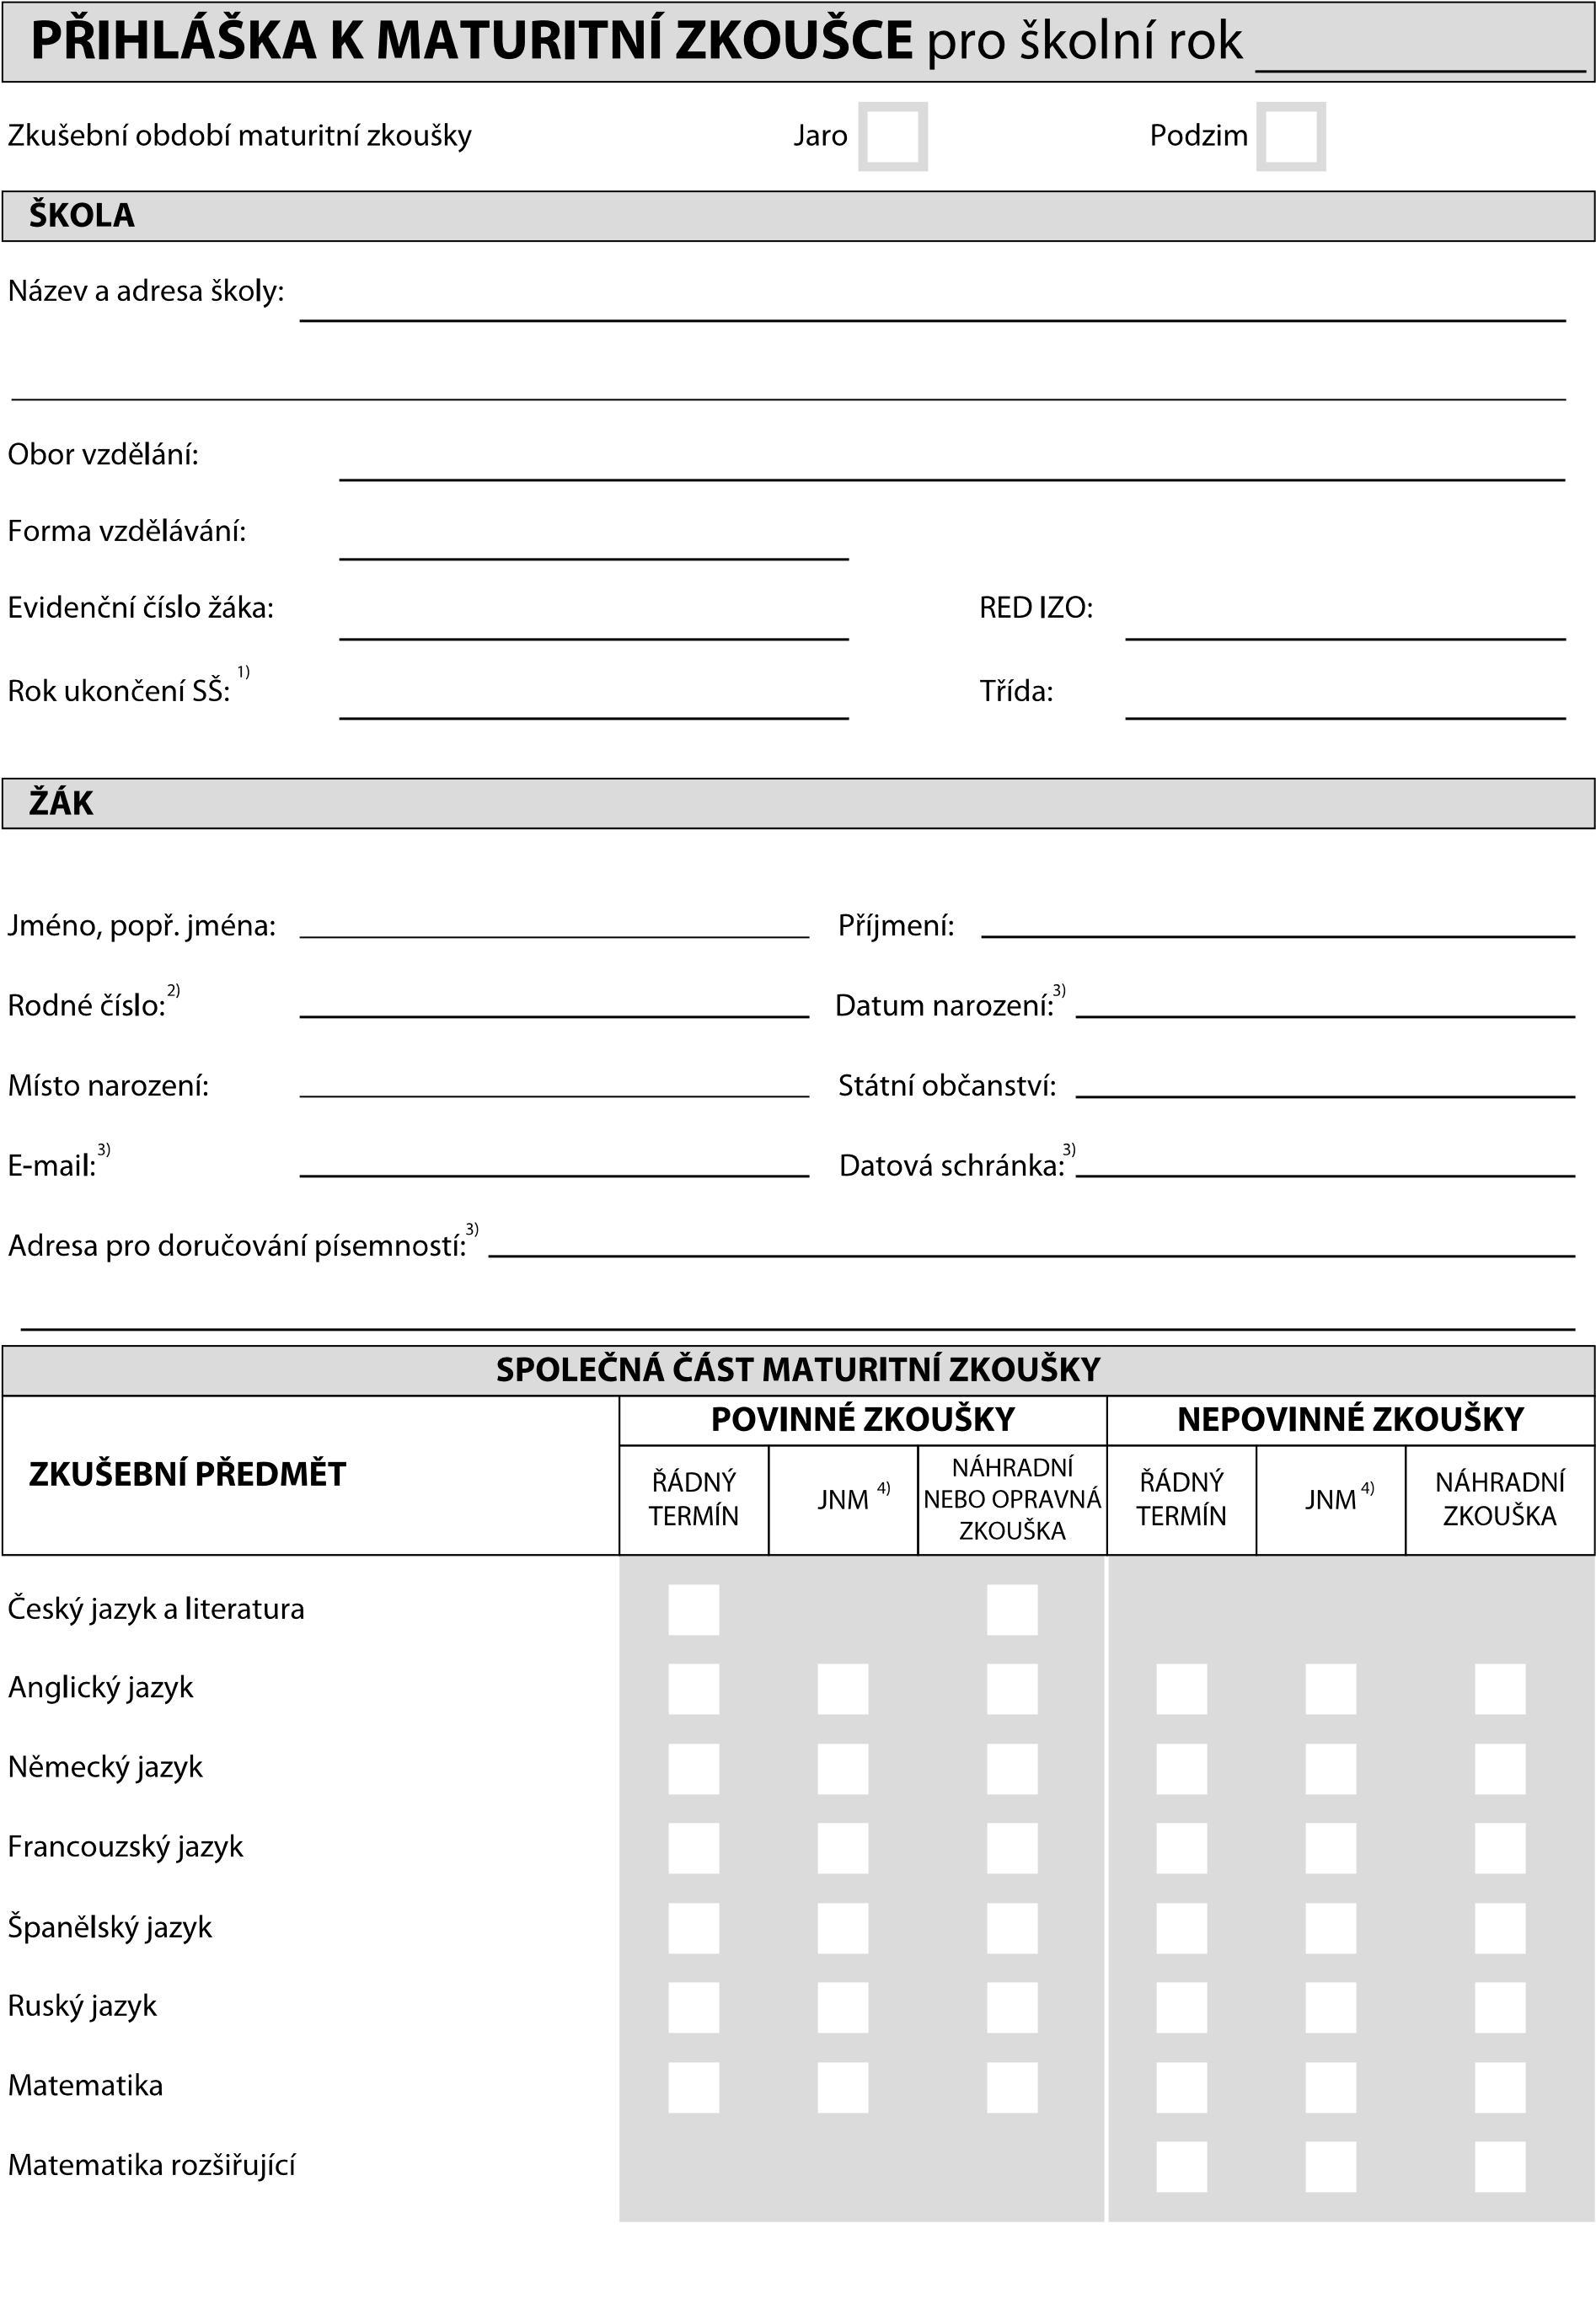 PŘIHLÁŠKA K MATURITNÍ ZKOUŠCE pro školní rok
Zkušební období maturitní zkoušky Jaro Podzim
ŠKOLA
Název a adresa školy:
Obor vzdělání:
Forma vzdělávání:
Evidenční číslo žáka: RED IZO:
Rok ukončení SŠ: 1) Třída:
ŽÁK
Jméno, popř. jména: Příjmení:
Rodné číslo:2) Datum narození:3)
Místo narození: Státní občanství:
E-mail:3) Datová schránka:3)
Adresa pro doručování písemností:3)
SPOLEČNÁ ČÁST MATURITNÍ ZKOUŠKY
ZKUŠEBNÍ PŘEDMĚT
POVINNÉ ZKOUŠKY
NEPOVINNÉ ZKOUŠKY
ŘÁDNÝ
TERMÍN
JNM 4)
NÁHRADNÍ
NEBO OPRAVNÁ
ZKOUŠKA
ŘÁDNÝ
TERMÍN
JNM 4)
NÁHRADNÍ
ZKOUŠKA
Český jazyk a literatura
Anglický jazyk
Německý jazyk
Francouzský jazyk
Španělský jazyk
Ruský jazyk
Matematika
Matematika rozšiřující